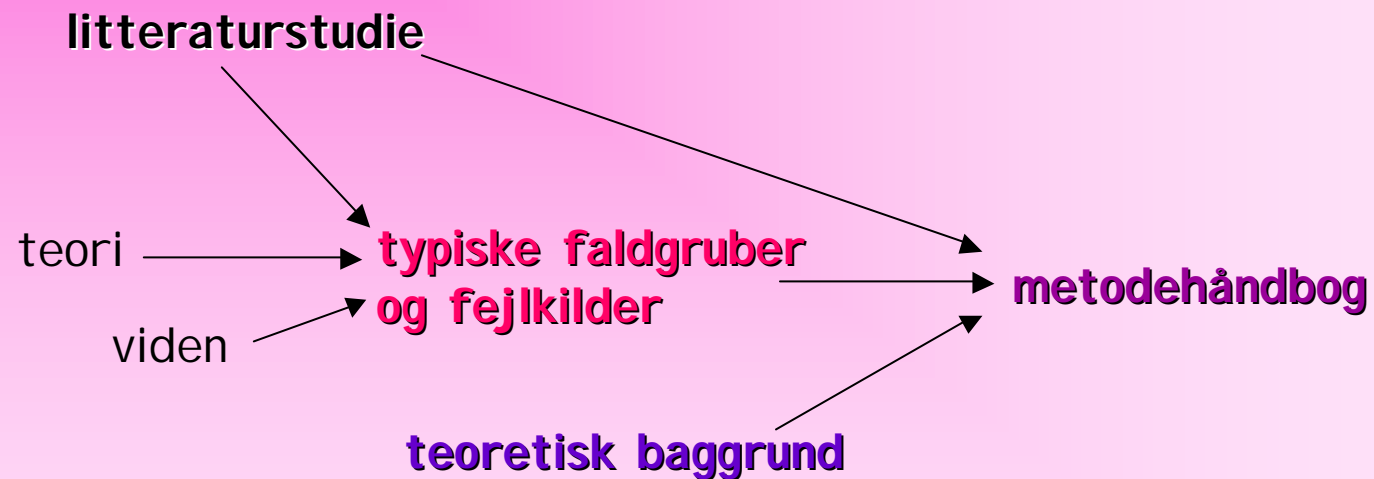 litteraturstudie
teori
typiske faldgruber
og fejlkilder
metodehåndbog
viden
teoretisk baggrund